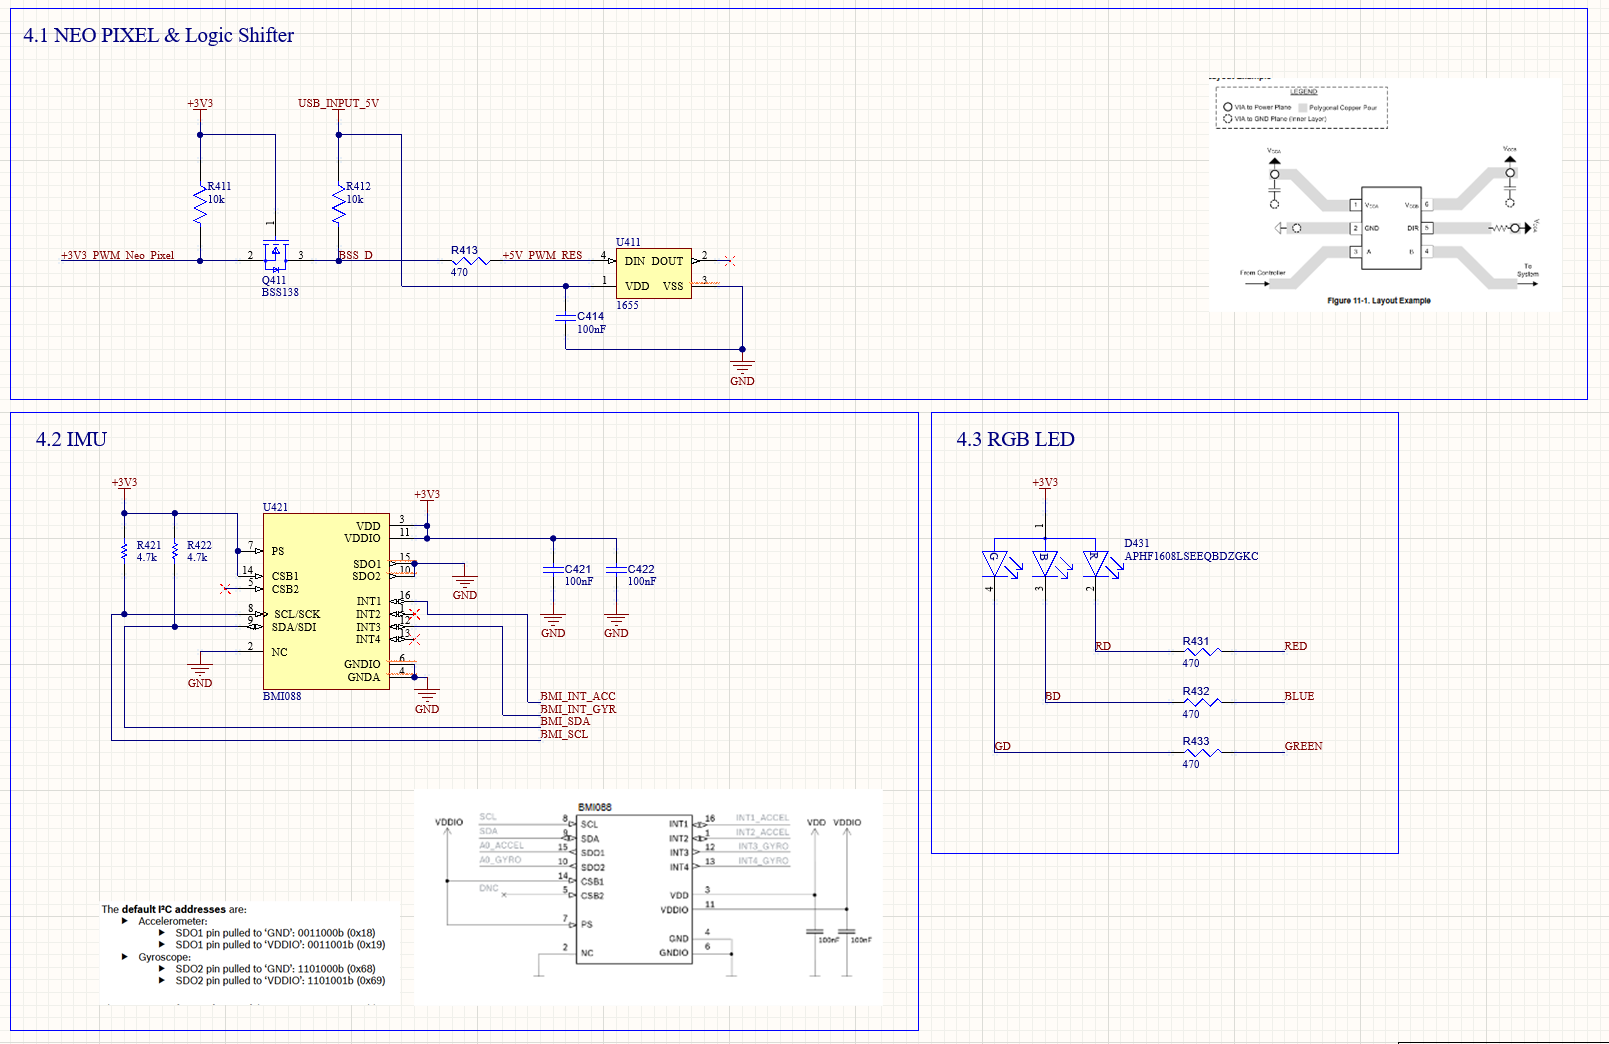 4.1 NEO PIXEL & Logic Shifter
+3V3
USB_INPUT_5V
R411
10k
R412
10k
1
+3V3_PWM_Neo_Pixel
2
3
BSS_D
Q411
BSS138
R413
470
+5V_PWM_RES
U411
4
DIN
DOUT
2
1
VDD
VSS
3
1655
C414
100nF
GND
Layout Example
LEGEND
VIA to Power Plane
Polygonal Copper Pour
VIA to GND Plane (Inner Layer)
VCCA
VCCB
1
VCCA
VCCB
6
2
GND
DIR
5
VCCA
3
A
B
4
From Controller
To
System
Figure 11-1. Layout Example
4.2 IMU
+3V3
+3V3
U421
R421
4.7k
R422
4.7k
7
PS
14
CSB1
5
CSB2
8
SCL/SCK
9
SDA/SDI
2
NC
GND
VDD
3
VDDIO
11
SDO1
15
SDO2
10
GND
INT1
16
INT2
1
INT3
12
INT4
13
GNDIO
6
GNDA
4
GND
BMI088
C421
100nF
C422
100nF
GND
GND
BMI_INT_ACC
BMI_INT_GYR
BMI_SDA
BMI_SCL
BMI088
VDDIO
SCL
8
SCL
SDA
9
SDA
A0_ACCEL
15
SDO1
A0_GYRO
10
SDO2
14
CSB1
DNC
5
CSB2
7
PS
2
NC
INT1
16
INT1_ACCEL
INT2
1
INT2_ACCEL
INT3
12
INT3_GYRO
INT4
13
INT4_GYRO
VDD
3
VDDIO
11
GND
4
GNDIO
6
VDD
VDDIO
100nF
100nF
The default I²C addresses are:
Accelerometer:
SDO1 pin pulled to 'GND': 0011000b (0x18)
SDO1 pin pulled to 'VDDIO': 0011001b (0x19)
Gyroscope:
SDO2 pin pulled to 'GND': 1101000b (0x68)
SDO2 pin pulled to 'VDDIO': 1101001b (0x69)
4.3 RGB LED
+3V3
1
D431
APHF1608LSEEQBDZGKC
G
B
R
4
3
2
RD
R431
470
RED
BD
R432
470
BLUE
GD
R433
470
GREEN